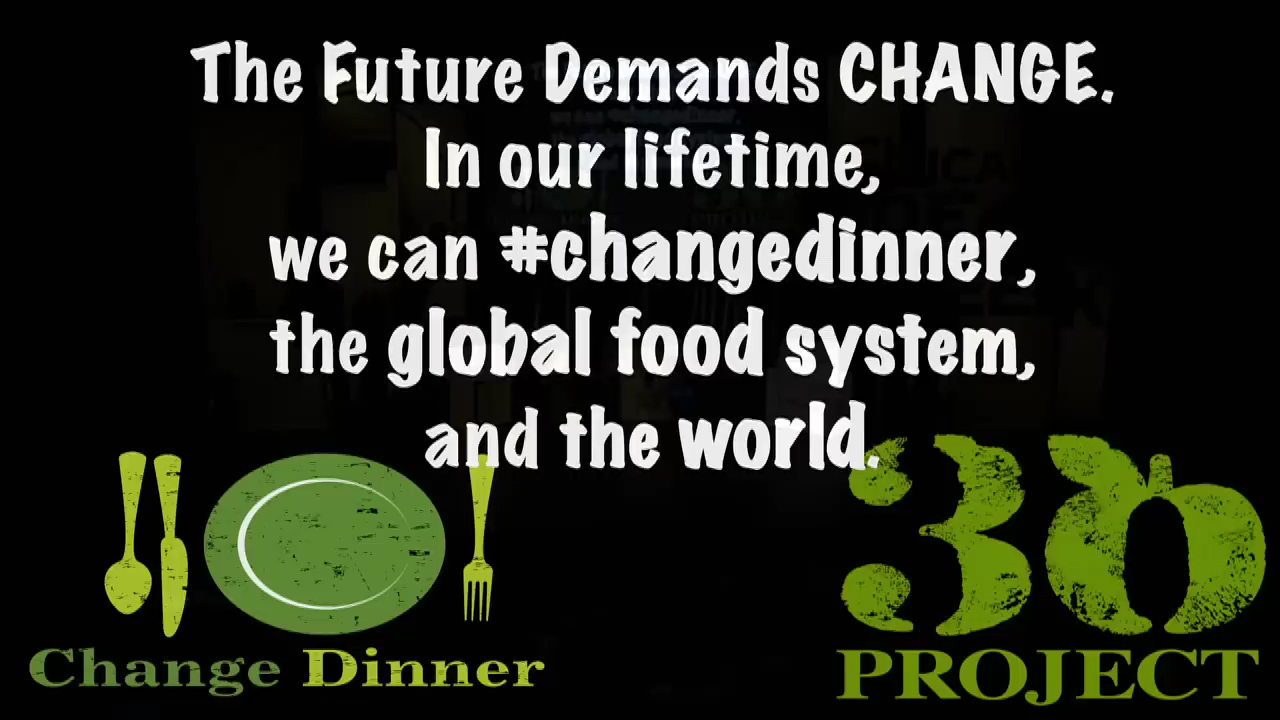 The Future Demands CHANGE.
In our lifetime,
we can #changedinner,
the global food system,
and the world.
Change Dinner
30
PROJECT